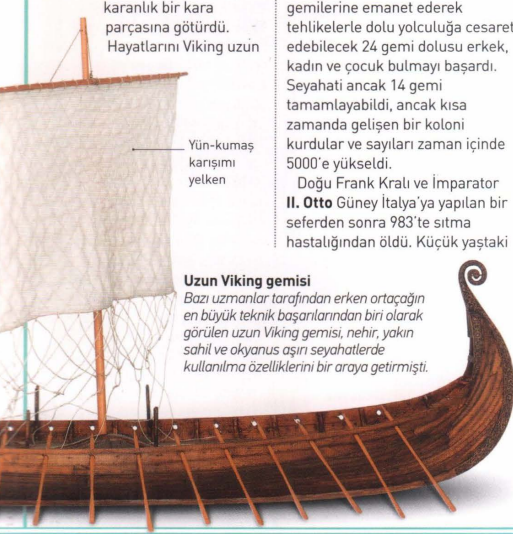 karanlık bir kara
parçasına götürdü.
Hayatlarını Viking uzun
gemilerine emanet ederek
tehlikelerle dolu yolculuğa cesaret
edebilecek 24 gemi dolusu erkek,
kadın ve çocuk bulmayı başardı.
Seyahati ancak 14 gemi
tamamlayabildi, ancak kısa
zamanda gelişen bir koloni
kurdular ve sayıları zaman içinde
5000'e yükseldi.
Doğu Frank Kralı ve İmparator
II. Otto Güney İtalya'ya yapılan bir
seferden sonra 983'te sıtma
hastalığından öldü. Küçük yaştaki
Yün-kumaş
karışımı
yelken
Uzun Viking gemisi
Bazı uzmanlar tarafından erken ortaçağın
en büyük teknik başarılarından biri olarak
görülen uzun Viking gemisi, nehir, yakın
sahil ve okyanus aşırı seyahatlerde
kullanılma özelliklerini bir araya getirmişti.